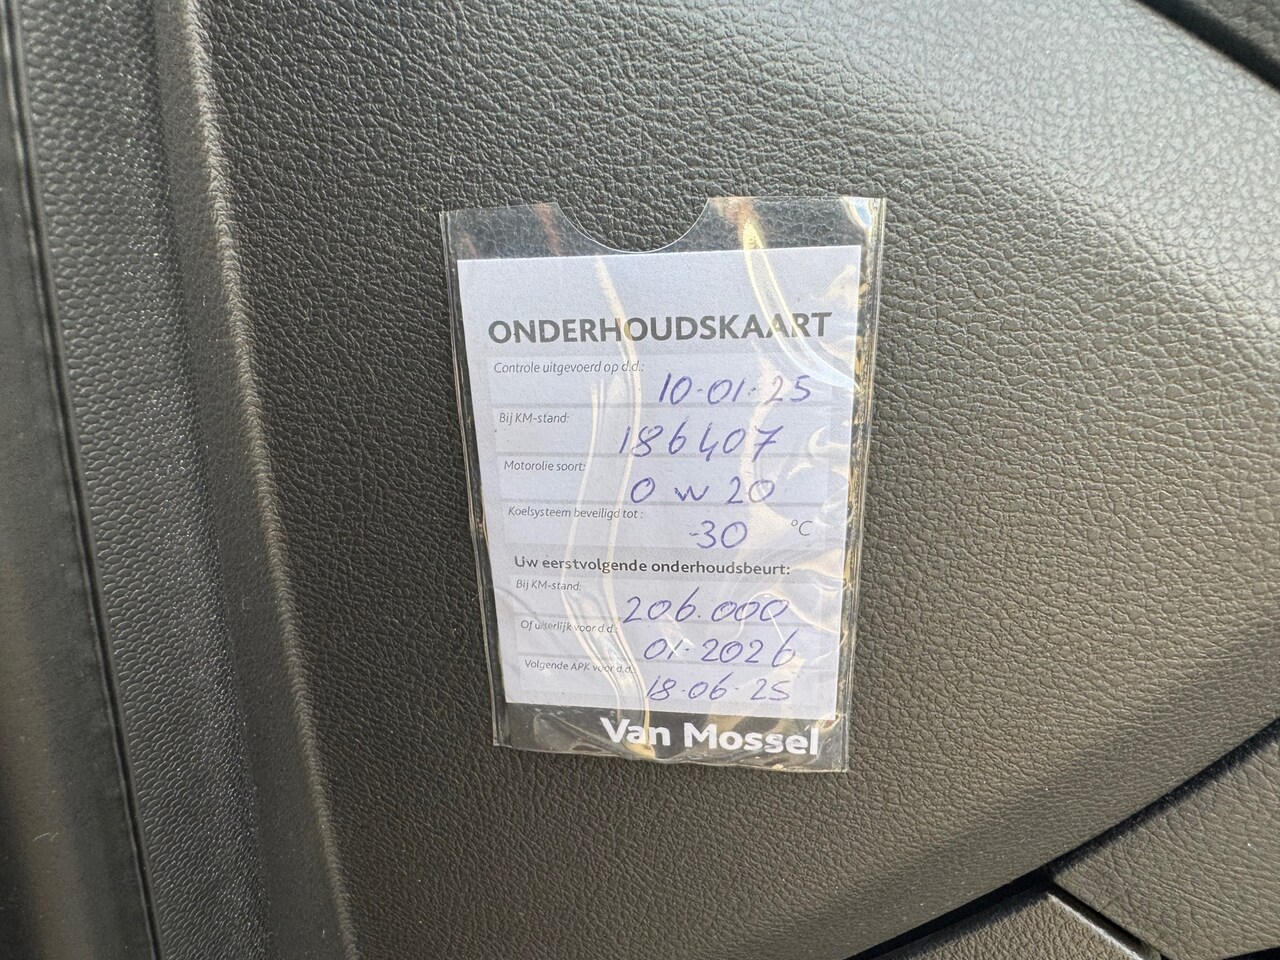 ONDERHOUDSKAART
Controle uitgevoerd op d.d.:
10-01-25
Bij KM-stand:
186407
Motorolie soort:
0 W 20
Koelsysteem beveiligd tot:
-30 °C
Uw eerstvolgende onderhoudsbeurt:
Bij KM-stand:
206.000
Of uiterlijk voor d.d.:
01-2026
Volgende APK voor d.d.
18-06-25
Van Mossel